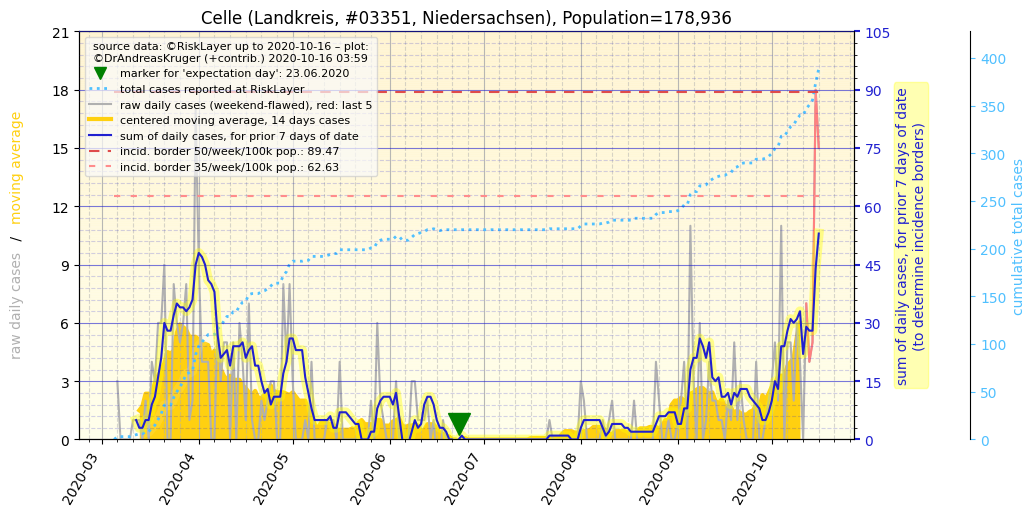 Celle (Landkreis, #03351, Niedersachsen), Population=178,936
source data: ©RiskLayer up to 2020-10-16 – plot:
©DrAndreasKruger (+contrib.) 2020-10-16 03:59
marker for 'expectation day': 23.06.2020
total cases reported at RiskLayer
raw daily cases (weekend-flawed), red: last 5
centered moving average, 14 days cases
sum of daily cases, for prior 7 days of date
incid. border 50/week/100k pop.: 89.47
incid. border 35/week/100k pop.: 62.63
raw daily cases / moving average
21
18
15
12
9
6
3
0
2020-03
2020-04
2020-05
2020-06
2020-07
2020-08
2020-09
2020-10
105
90
75
60
45
30
15
0
sum of daily cases, for prior 7 days of date
(to determine incidence borders)
400
350
300
250
200
150
100
50
0
cumulative total cases